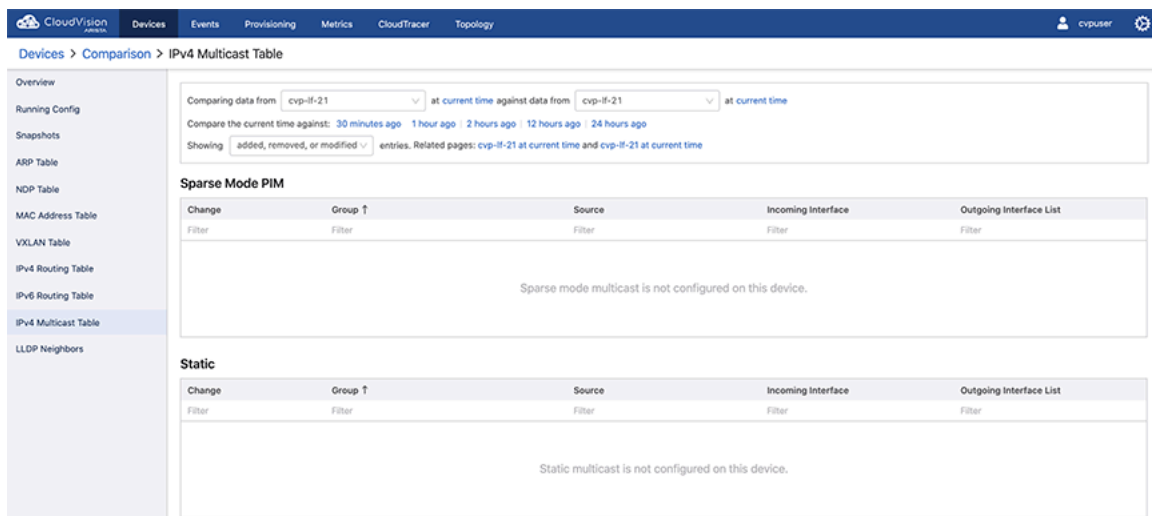 CloudVision Devices Events Provisioning Metrics CloudTracer Topology cvpuser
ARISTA
Devices > Comparison > IPv4 Multicast Table
Overview
Running Config
Snapshots
ARP Table
NDP Table
MAC Address Table
VXLAN Table
IPv4 Routing Table
IPv6 Routing Table
IPv4 Multicast Table
LLDP Neighbors
Comparing data from cvp-lf-21 at current time against data from cvp-lf-21 at current time
Compare the current time against: 30 minutes ago 1 hour ago 2 hours ago 12 hours ago 24 hours ago
Showing added, removed, or modified entries. Related pages: cvp-lf-21 at current time and cvp-lf-21 at current time
Sparse Mode PIM
Change Group ↑ Source Incoming Interface Outgoing Interface List
Filter Filter Filter Filter Filter
Sparse mode multicast is not configured on this device.
Static
Change Group ↑ Source Incoming Interface Outgoing Interface List
Filter Filter Filter Filter Filter
Static multicast is not configured on this device.